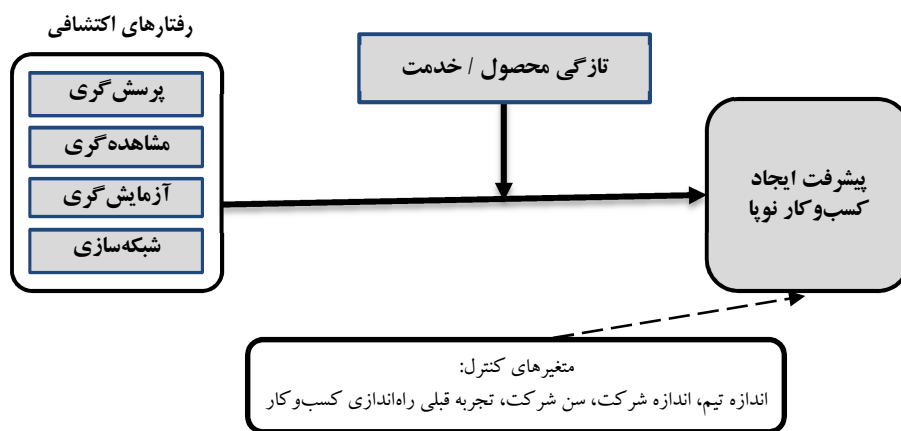 رفتارهای اکتشافی
پرسش‌گری
مشاهده‌گری
آزمایش‌گری
شبکه‌سازی
تازگی محصول / خدمت
پیشرفت ایجاد
کسب‌وکار نوپا
متغیرهای کنترل:
اندازه تیم، اندازه شرکت، سن شرکت، تجربه قبلی راه‌اندازی کسب‌وکار